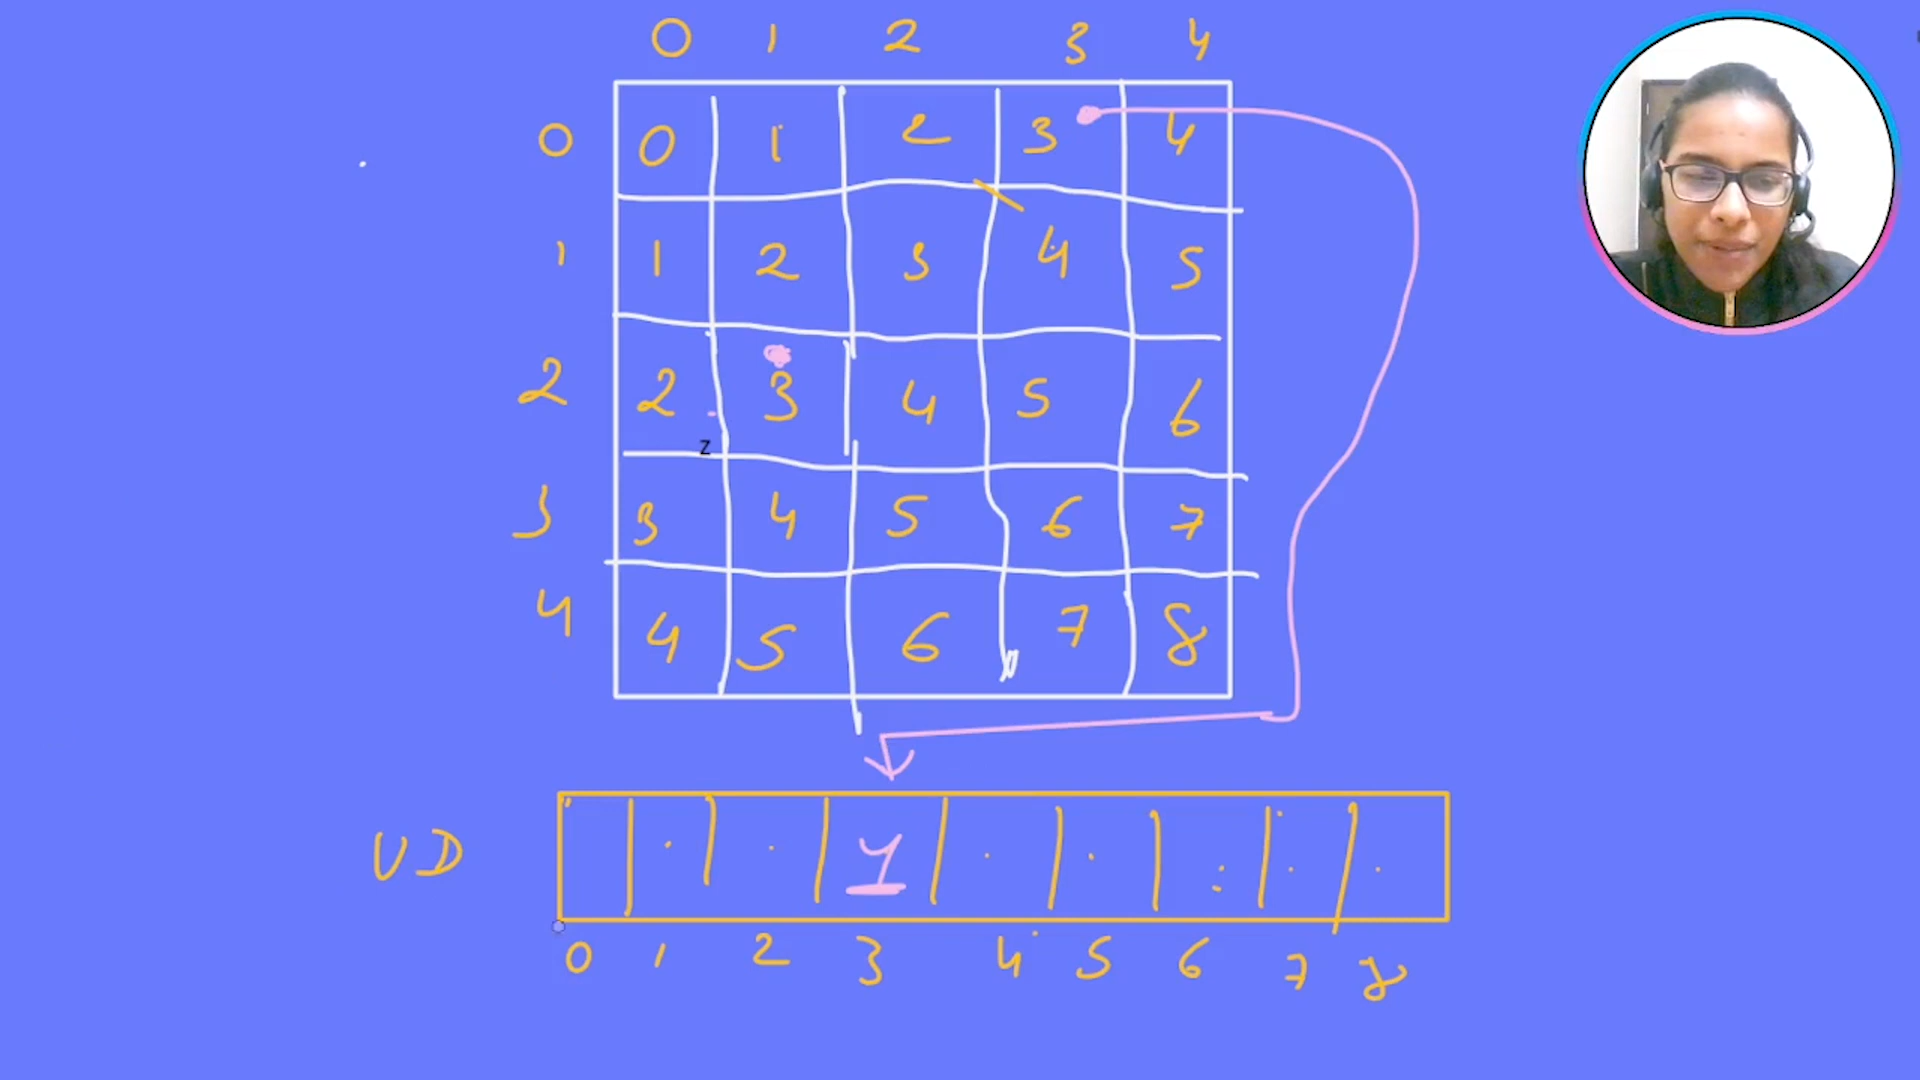 0 1 2 3 4
0 0 1 2 3 4
1 1 2 3 4 5
2 2 3 4 5 6
z
3 3 4 5 6 7
4 4 5 6 7 8
UD Y
0 1 2 3 4 5 6 7 8